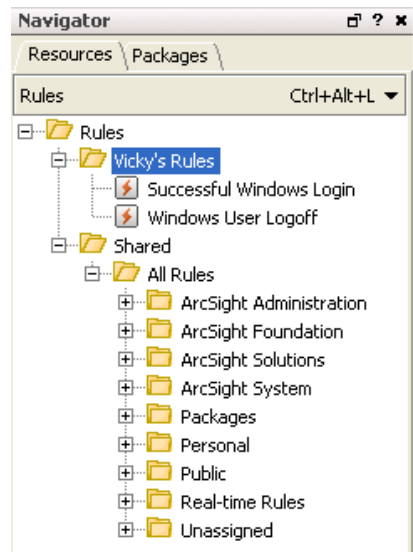 Navigator ? x
Resources Packages
Rules Ctrl+Alt+L
Rules
Vicky's Rules
Successful Windows Login
Windows User Logoff
Shared
All Rules
ArcSight Administration
ArcSight Foundation
ArcSight Solutions
ArcSight System
Packages
Personal
Public
Real-time Rules
Unassigned